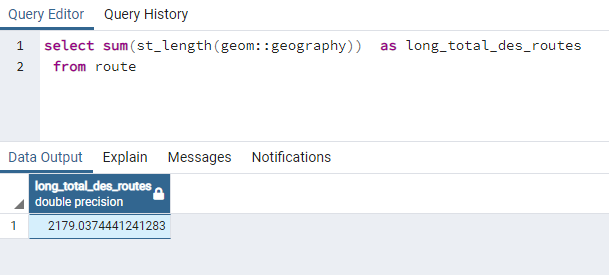 Query Editor Query History
1 select sum(st_length(geom::geography)) as long_total_des_routes
2 from route
Data Output Explain Messages Notifications
long_total_des_routes
double precision
1 2179.0374441241283